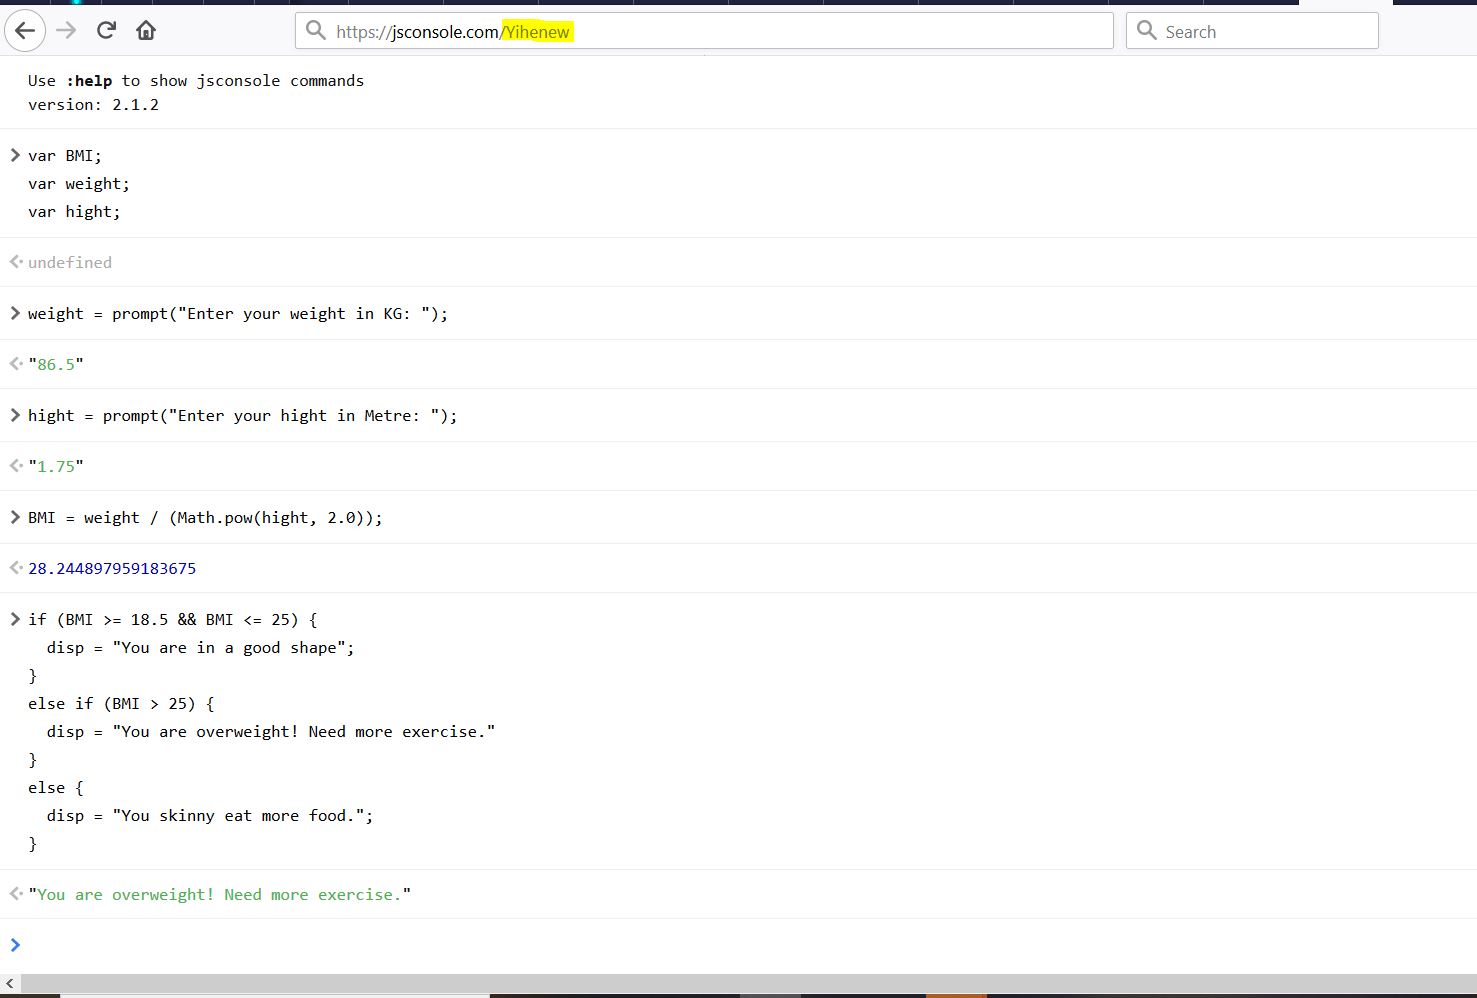 https://jsconsole.com/Yihenew
Search
Use :help to show jsconsole commands
version: 2.1.2
var BMI;
var weight;
var hight;
undefined
weight = prompt("Enter your weight in KG: ");
"86.5"
hight = prompt("Enter your hight in Metre: ");
"1.75"
BMI = weight / (Math.pow(hight, 2.0));
28.244897959183675
if (BMI >= 18.5 && BMI <= 25) {
  disp = "You are in a good shape";
}
else if (BMI > 25) {
  disp = "You are overweight! Need more exercise."
}
else {
  disp = "You skinny eat more food.";
}
"You are overweight! Need more exercise."